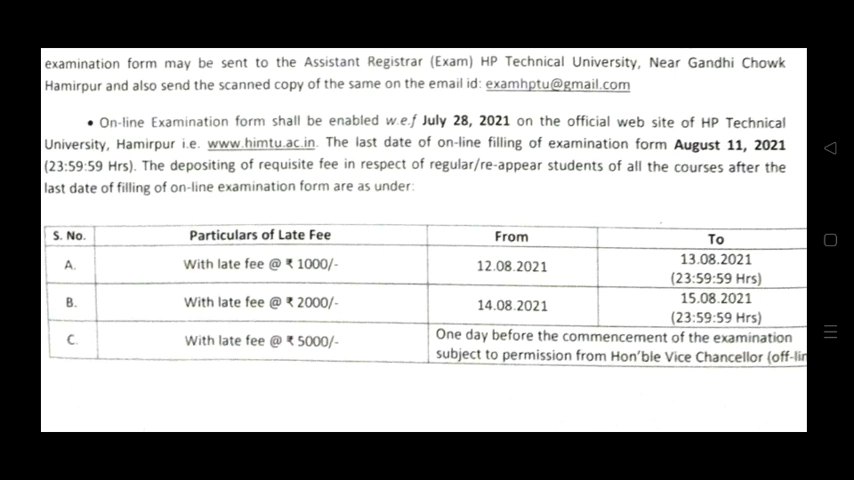 examination form may be sent to the Assistant Registrar (Exam) HP Technical University, Near Gandhi Chowk
Hamirpur and also send the scanned copy of the same on the email id: examhptu@gmail.com
• On-line Examination form shall be enabled w.e.f July 28, 2021 on the official web site of HP Technical
University, Hamirpur i.e. www.himtu.ac.in. The last date of on-line filling of examination form August 11, 2021
(23:59:59 Hrs). The depositing of requisite fee in respect of regular/re-appear students of all the courses after the
last date of filling of on-line examination form are as under:
S. No. Particulars of Late Fee From To
A. With late fee @ ₹ 1000/- 12.08.2021 13.08.2021
(23:59:59 Hrs)
B. With late fee @ ₹ 2000/- 14.08.2021 15.08.2021
(23:59:59 Hrs)
C. With late fee @ ₹ 5000/- One day before the commencement of the examination
subject to permission from Hon'ble Vice Chancellor (off-lin